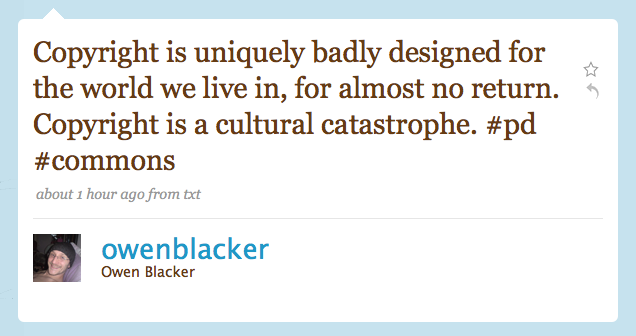 Copyright is uniquely badly designed for
the world we live in, for almost no return.
Copyright is a cultural catastrophe. #pd
#commons
about 1 hour ago from txt
owenblacker
Owen Blacker